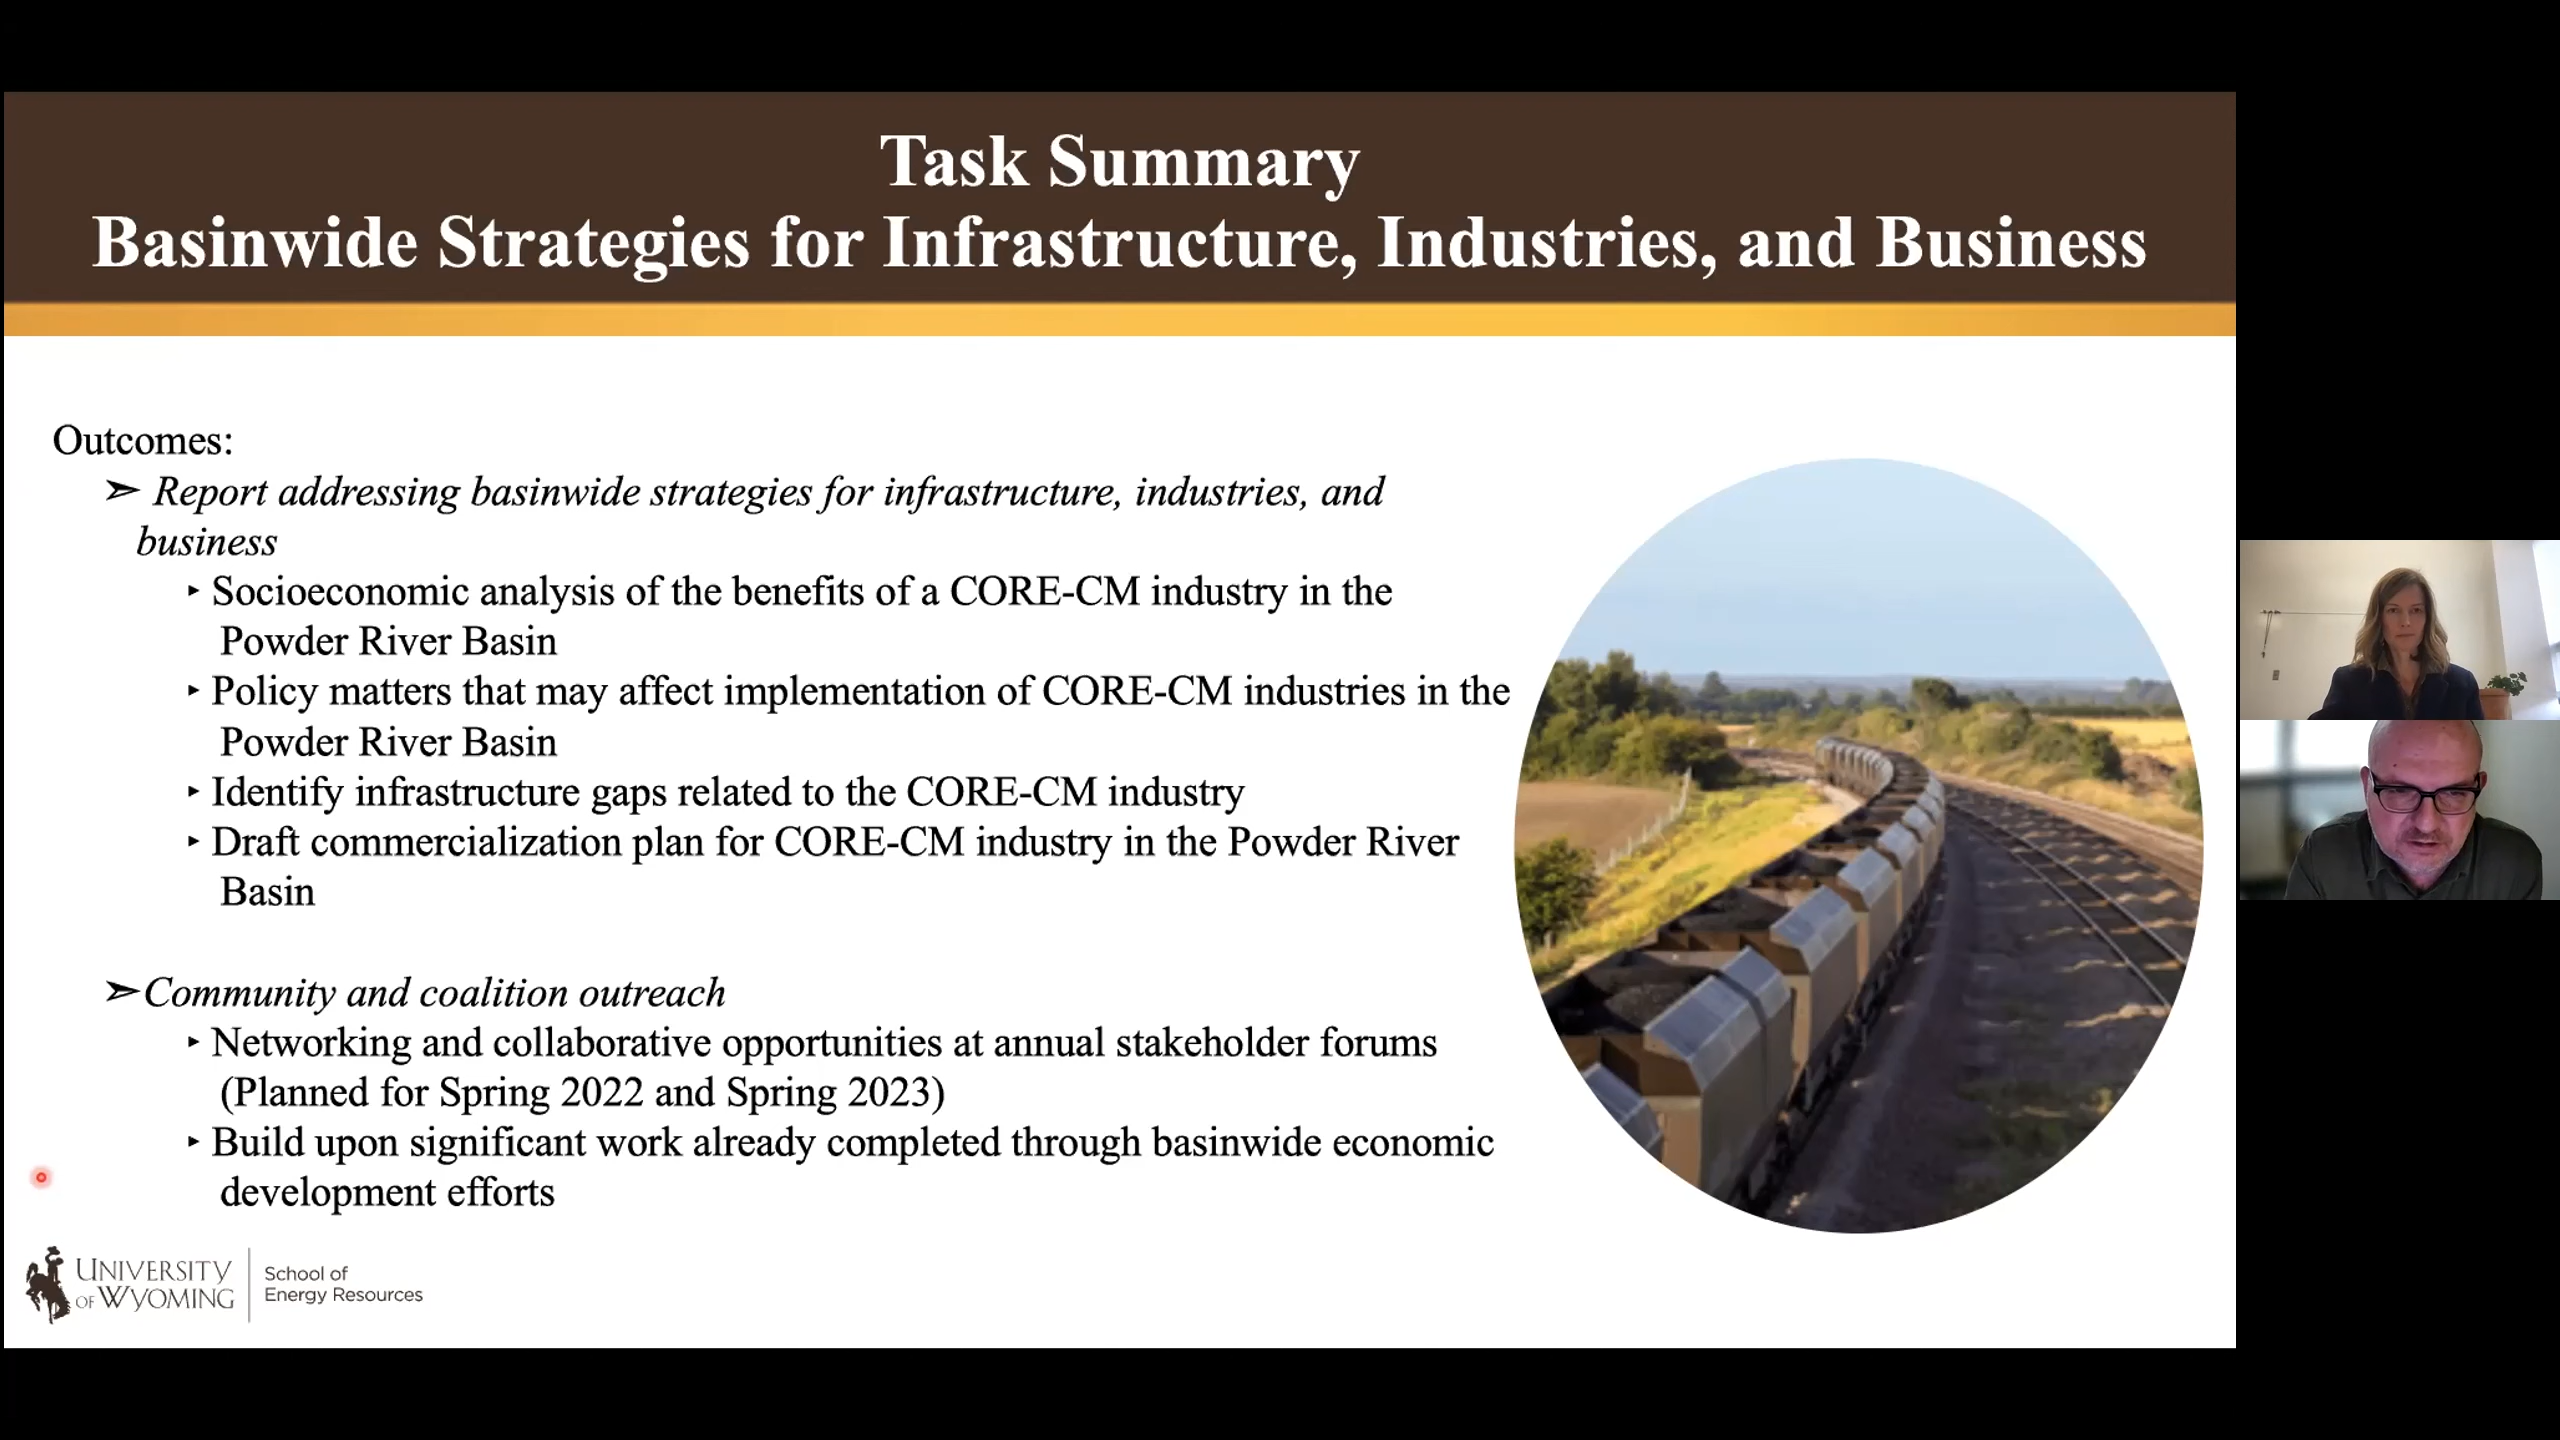 Task Summary
Basinwide Strategies for Infrastructure, Industries, and Business
Outcomes:
➢ Report addressing basinwide strategies for infrastructure, industries, and
business
‣ Socioeconomic analysis of the benefits of a CORE-CM industry in the
Powder River Basin
‣ Policy matters that may affect implementation of CORE-CM industries in the
Powder River Basin
‣ Identify infrastructure gaps related to the CORE-CM industry
‣ Draft commercialization plan for CORE-CM industry in the Powder River
Basin
➢Community and coalition outreach
‣ Networking and collaborative opportunities at annual stakeholder forums
(Planned for Spring 2022 and Spring 2023)
‣ Build upon significant work already completed through basinwide economic
development efforts
UNIVERSITY
OF WYOMING
School of
Energy Resources